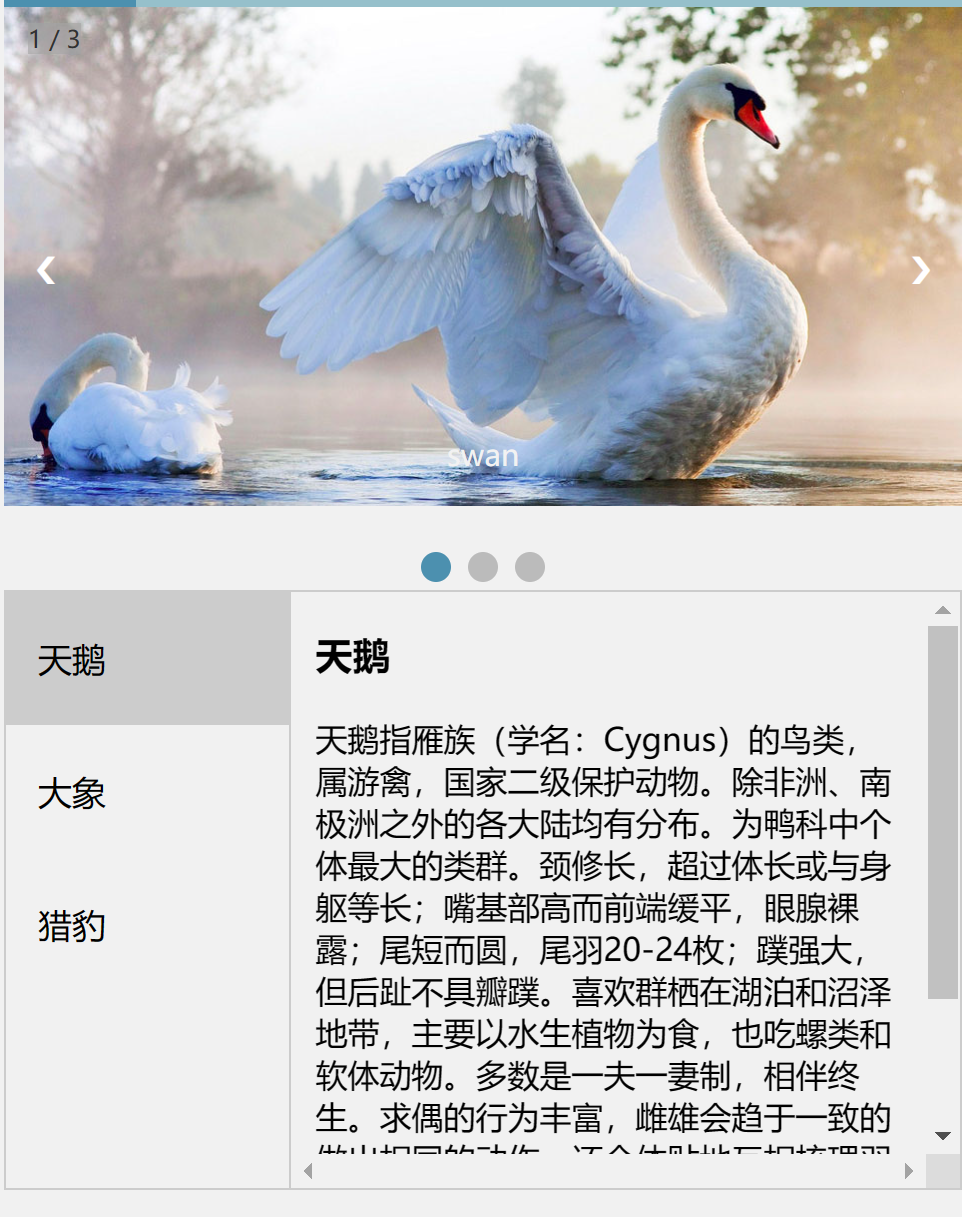 1 / 3
❮
❯
swan
天鹅
大象
猎豹
天鹅
天鹅指雁族（学名：Cygnus）的鸟类，
属游禽，国家二级保护动物。除非洲、南
极洲之外的各大陆均有分布。为鸭科中个
体最大的类群。颈修长，超过体长或与身
躯等长；嘴基部高而前端缓平，眼腺裸
露；尾短而圆，尾羽20-24枚；蹼强大，
但后趾不具瓣蹼。喜欢群栖在湖泊和沼泽
地带，主要以水生植物为食，也吃螺类和
软体动物。多数是一夫一妻制，相伴终
生。求偶的行为丰富，雌雄会趋于一致的